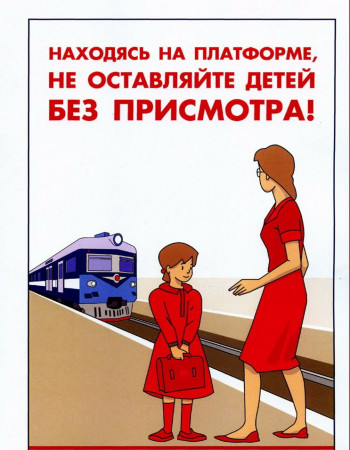 НАХОДЯСЬ НА ПЛАТФОРМЕ,
НЕ ОСТАВЛЯЙТЕ ДЕТЕЙ
БЕЗ ПРИСМОТРА!